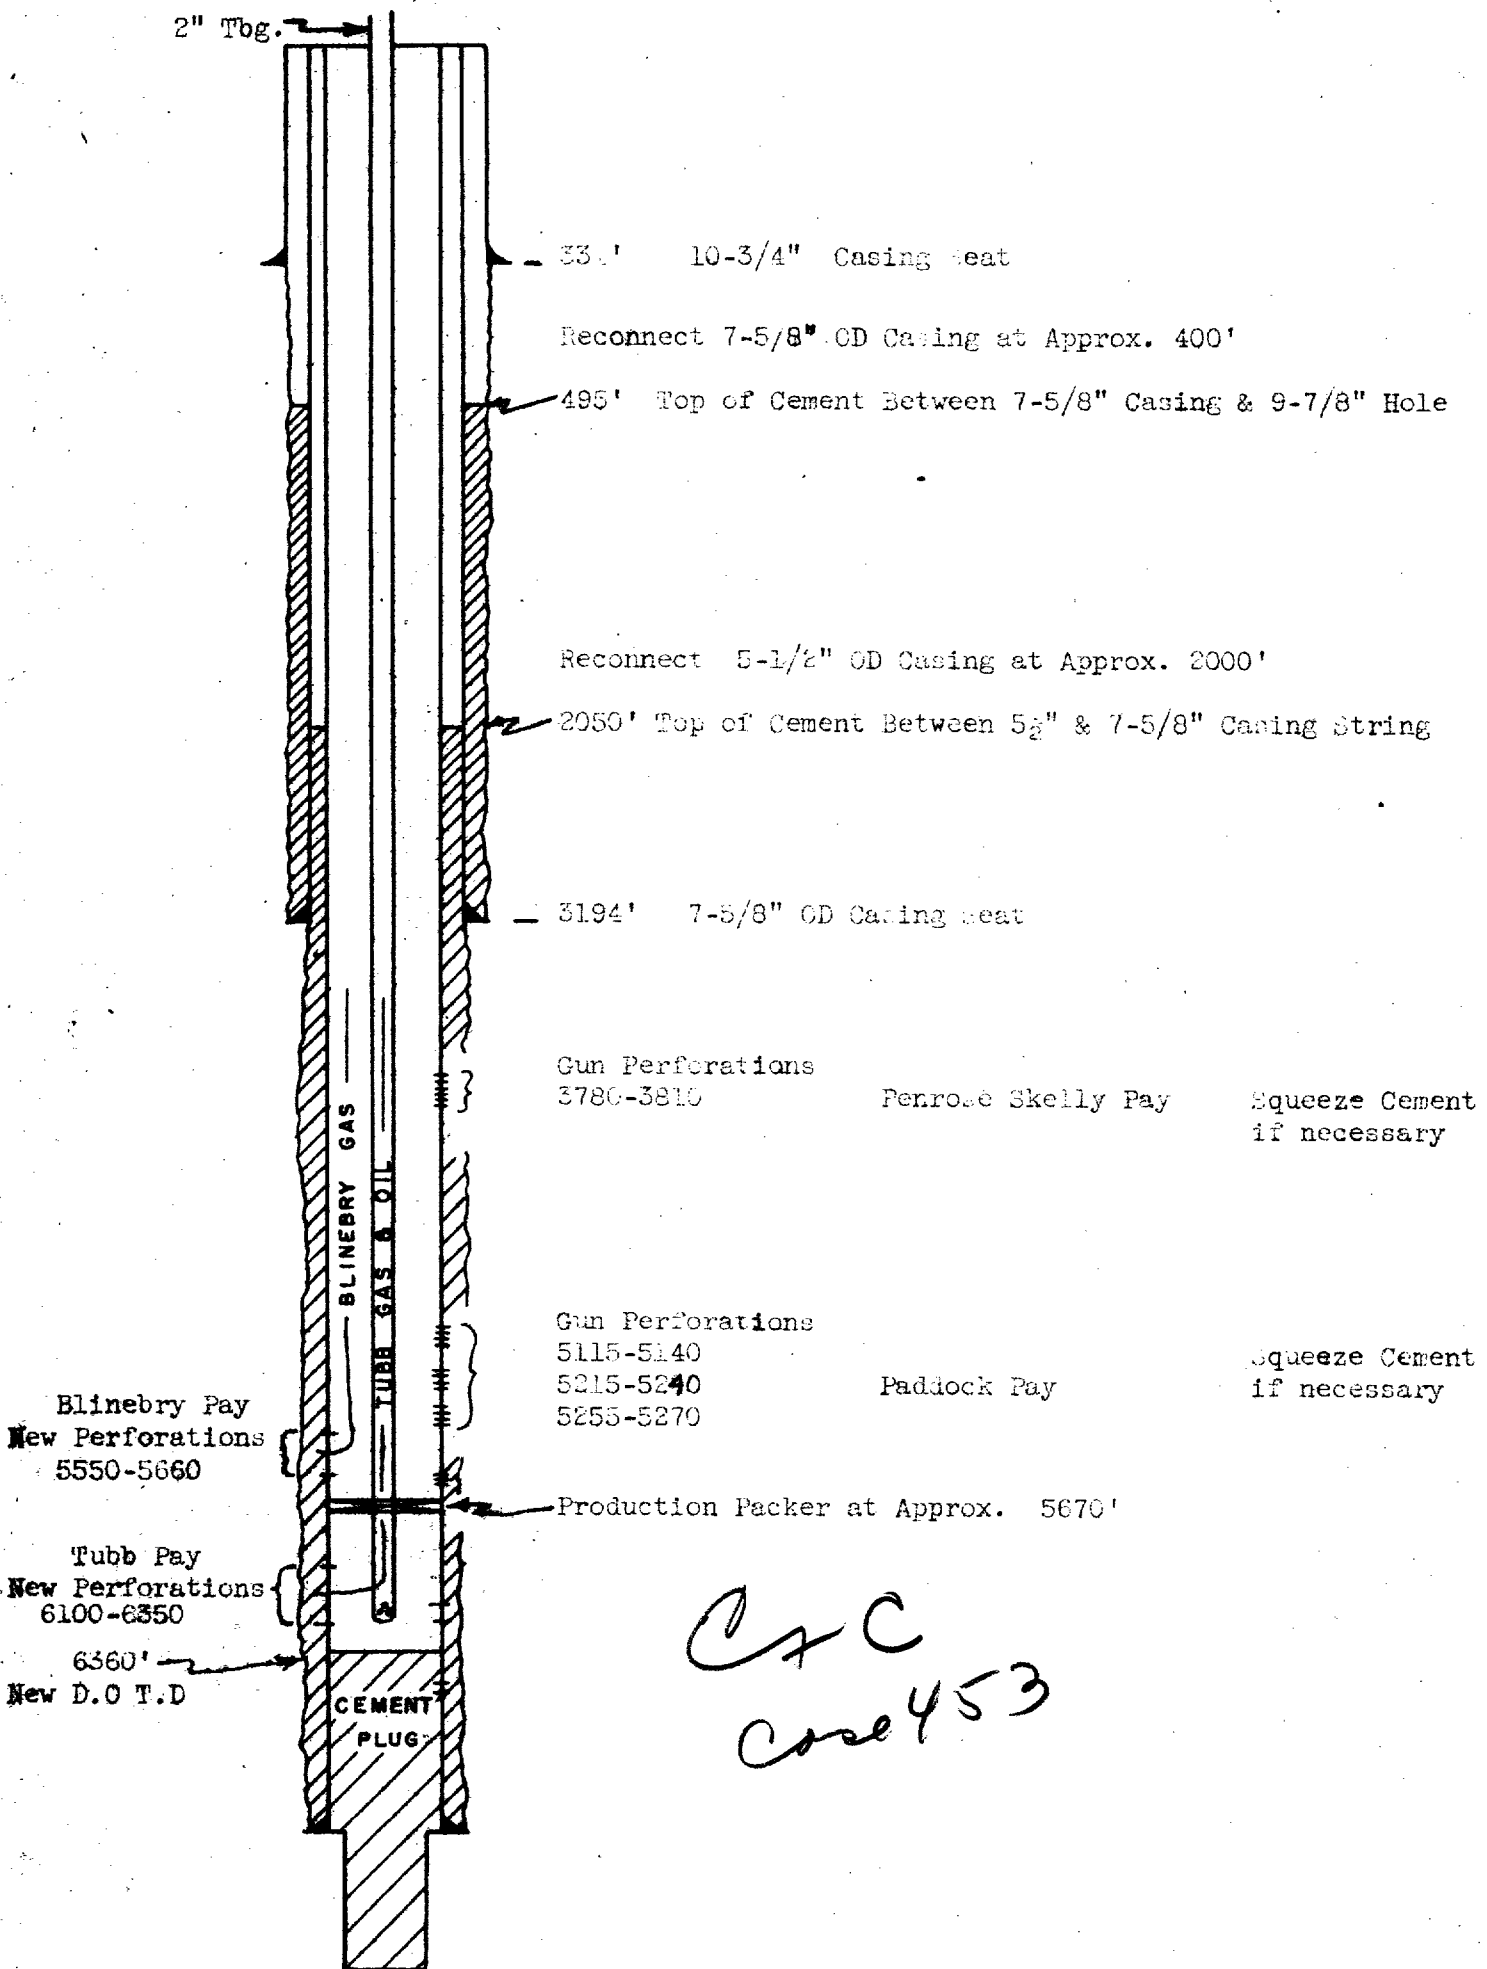 2" Tbg.
10-3/4" Casing
Reconnect 7-5/8" OD Casing at Approx. 400'
495' Top of Cement Between 7-5/8" Casing & 9-7/8" Hole
Reconnect 5-1/2" OD Casing at Approx. 2000'
2050' Top of Cement Between 5½" & 7-5/8" Casing String
3194' 7-5/8" OD Casing
Gun Perforations
3780-3810 Penrose Skelly Pay Squeeze Cement
if necessary
BLINEBRY GAS
TUBB GAS & OIL
Gun Perforations
5115-5140 Squeeze Cement
5215-5240 Paddock Pay if necessary
5255-5270
Blinebry Pay
New Perforations
5550-5660
Production Packer at Approx. 5670'
Tubb Pay
New Perforations
6100-6350
6360'
New D.O T.D
CEMENT
PLUG
Case 453